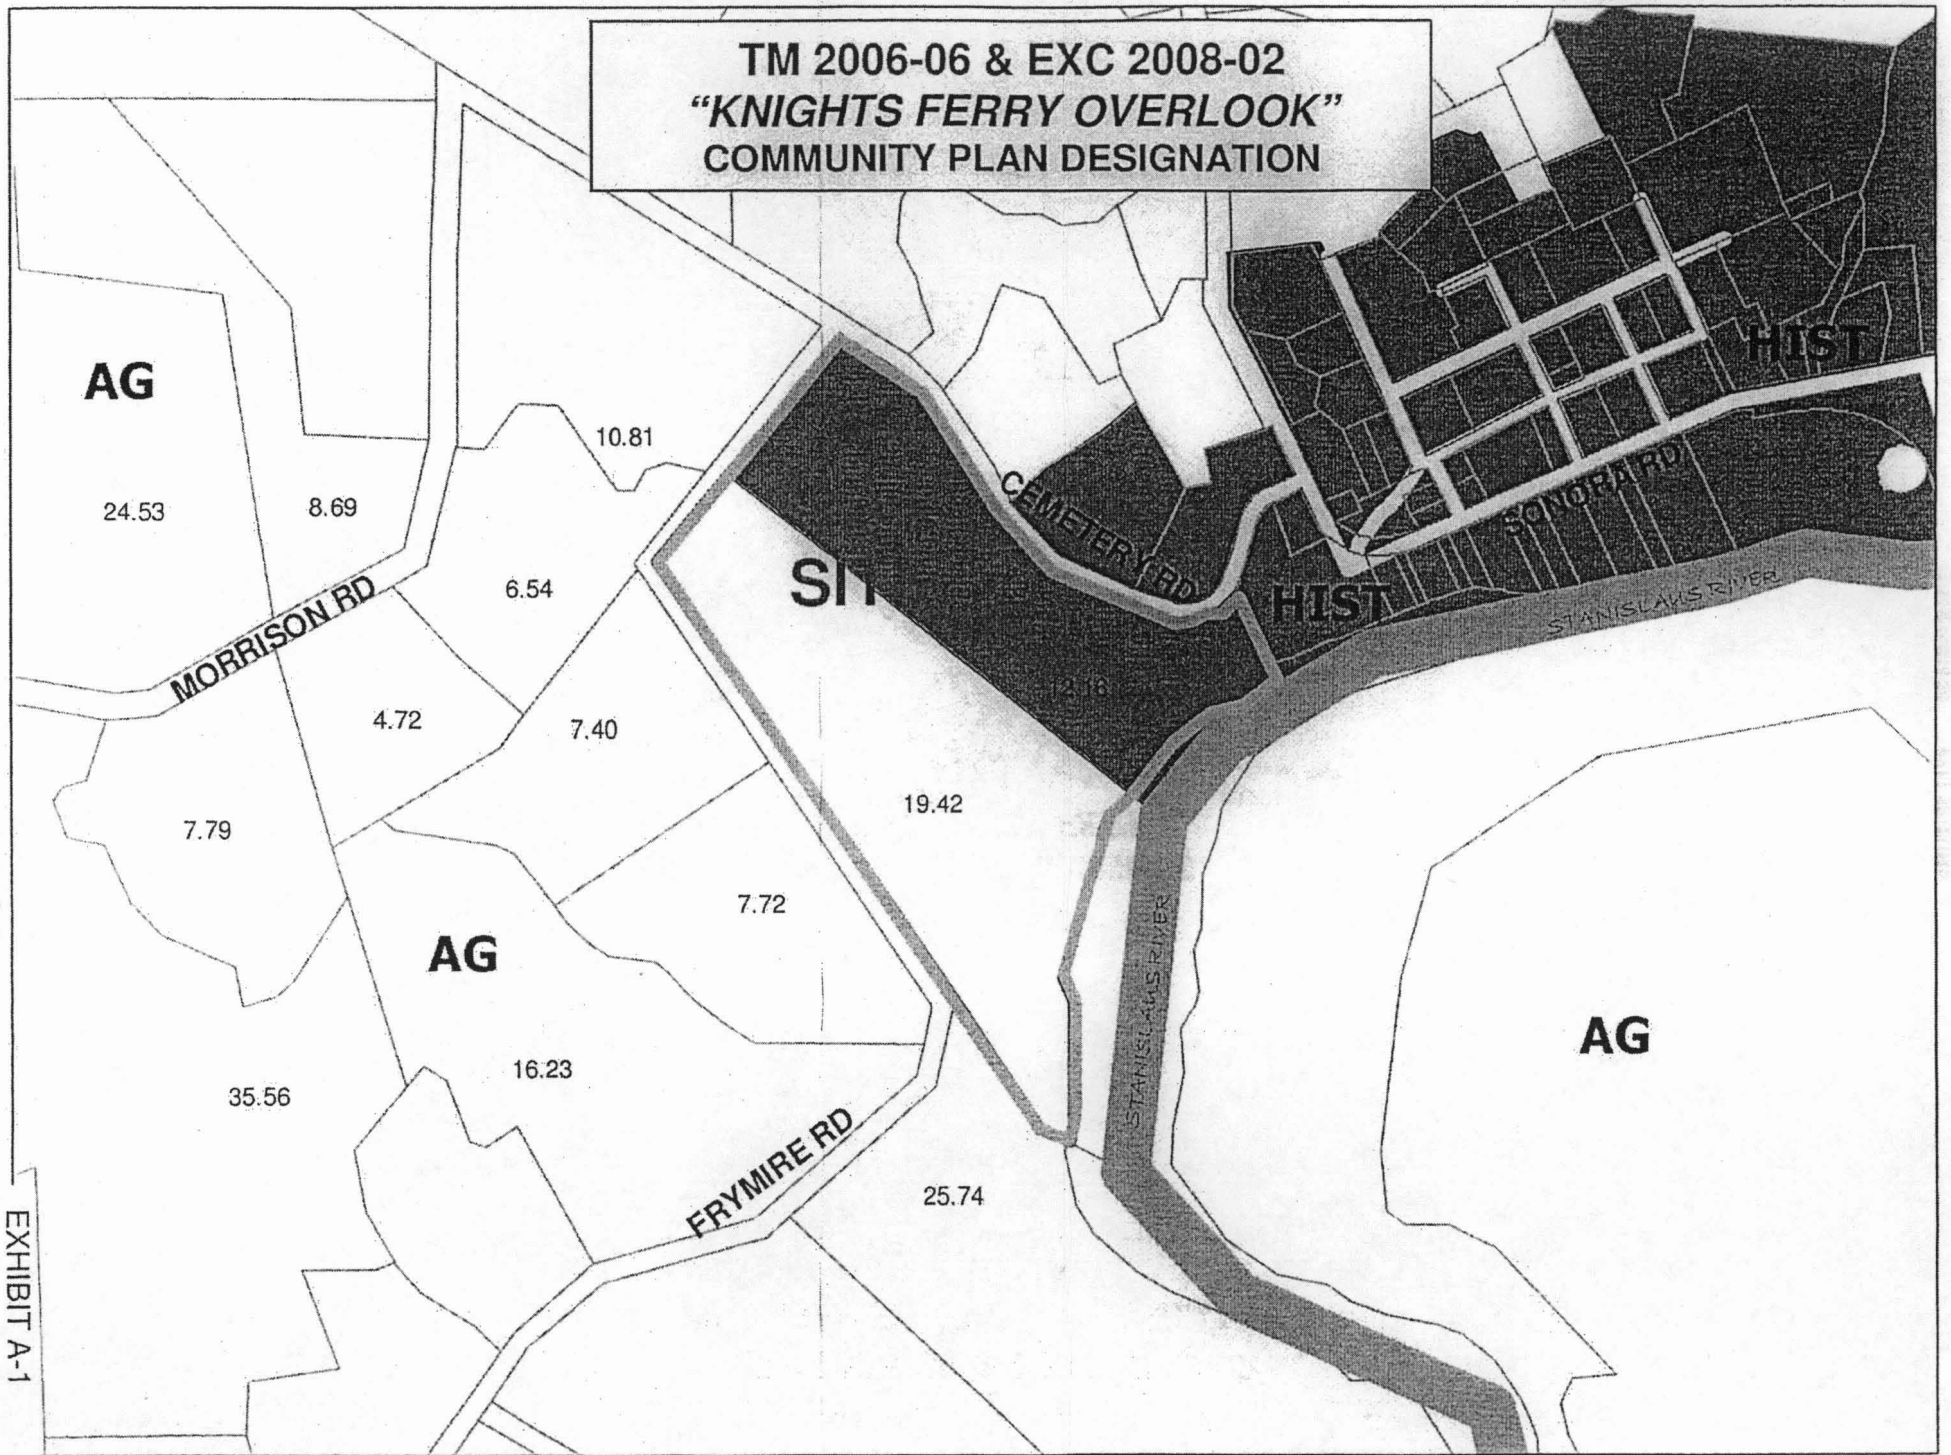 TM 2006-06 & EXC 2008-02
“KNIGHTS FERRY OVERLOOK”
COMMUNITY PLAN DESIGNATION
HIST
AG
10.81
24.53
8.69
CEMETERY RD
SONORA RD
6.54
HIST
STANISLAUS RIVER
MORRISON RD
12.16
4.72
7.40
19.42
7.79
7.72
AG
STANISLAUS RIVER
AG
16.23
35.56
FRYMIRE RD
25.74
EXHIBIT A-1